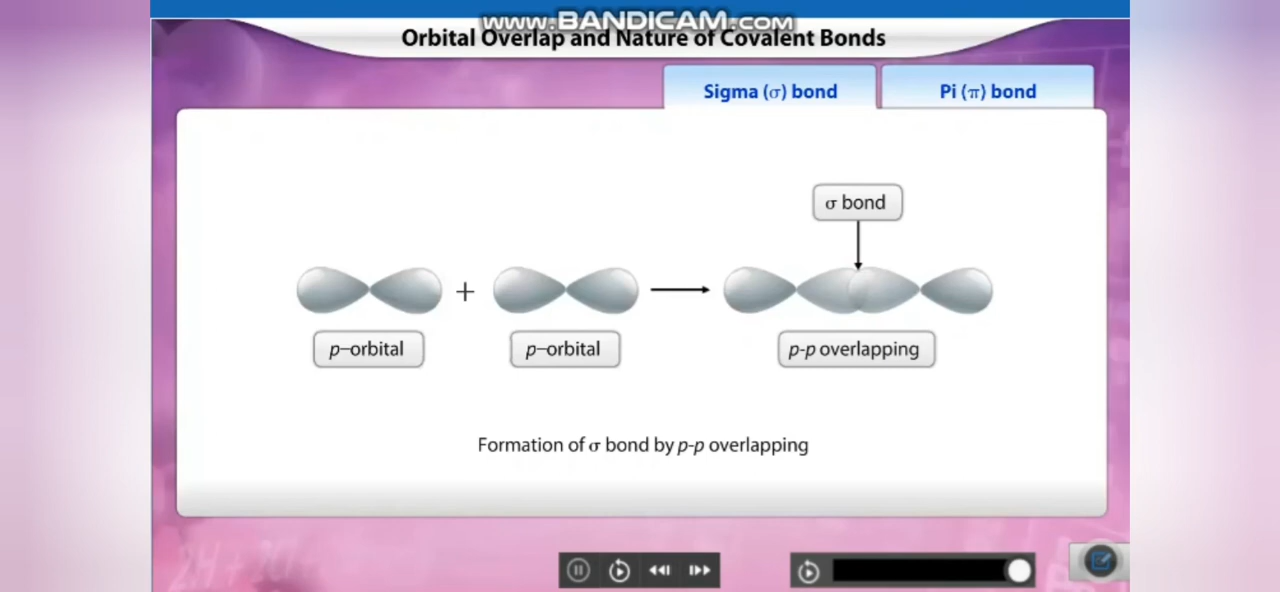 www.BANDICAM.com
Orbital Overlap and Nature of Covalent Bonds
Sigma (σ) bond
Pi (π) bond
σ bond
+
p–orbital
p–orbital
p-p overlapping
Formation of σ bond by p-p overlapping